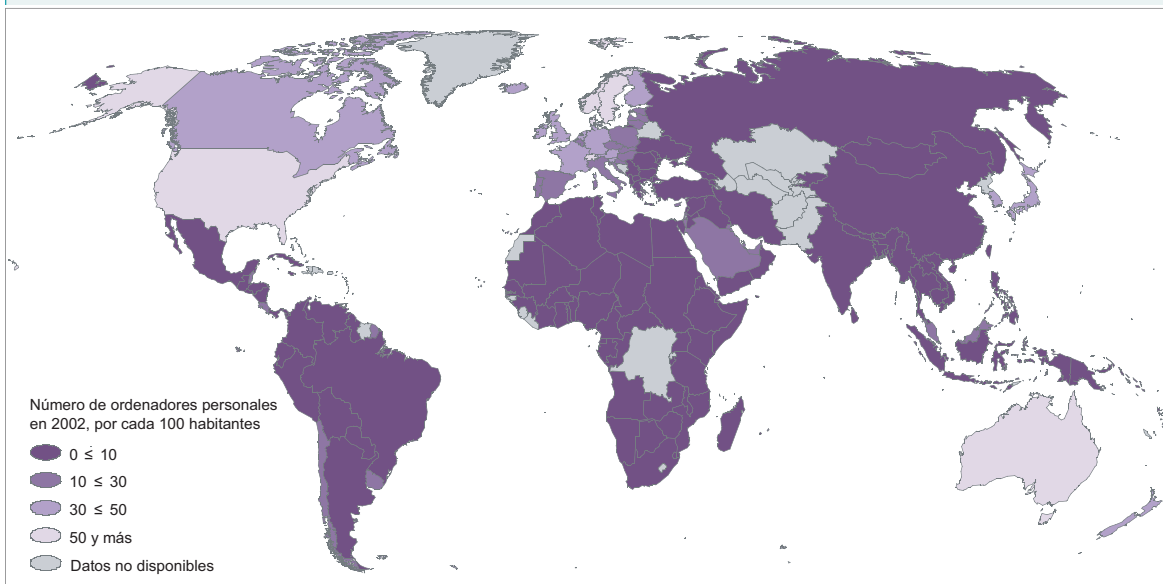 Número de ordenadores personales
en 2002, por cada 100 habitantes
0 ≤ 10
10 ≤ 30
30 ≤ 50
50 y más
Datos no disponibles